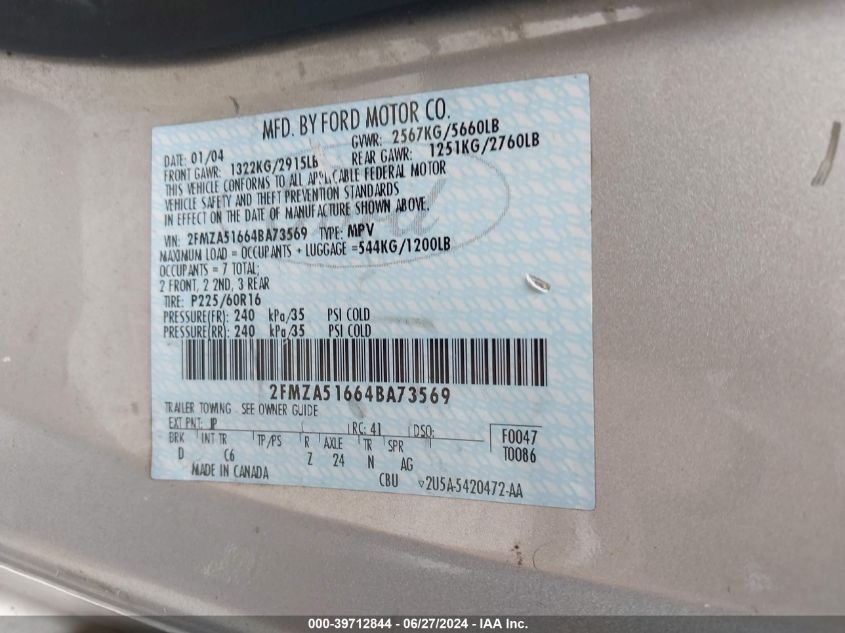 MFD. BY FORD MOTOR CO.
DATE: 01/04 GVWR: 2567KG/5660LB
FRONT GAWR: 1322KG/2915LB REAR GAWR: 1251KG/2760LB
THIS VEHICLE CONFORMS TO ALL APPLICABLE FEDERAL MOTOR
VEHICLE SAFETY AND THEFT PREVENTION STANDARDS
IN EFFECT ON THE DATE OF MANUFACTURE SHOWN ABOVE.
VIN: 2FMZA51664BA73569 TYPE: MPV
MAXIMUM LOAD = OCCUPANTS + LUGGAGE =544KG/1200LB
OCCUPANTS = 7 TOTAL;
2 FRONT, 2 2ND, 3 REAR
TIRE: P225/60R16
PRESSURE(FR): 240 kPa/35 PSI COLD
PRESSURE(RR): 240 kPa/35 PSI COLD
2FMZA51664BA73569
TRAILER TOWING - SEE OWNER GUIDE
EXT PNT: JP RC: 41 DSO: F0047
BRK INT TR TP/PS R AXLE TR SPR T0086
D C6 Z 24 N AG
MADE IN CANADA CBU ▽2U5A-5420472-AA
000-39712844 - 06/27/2024 - IAA Inc.